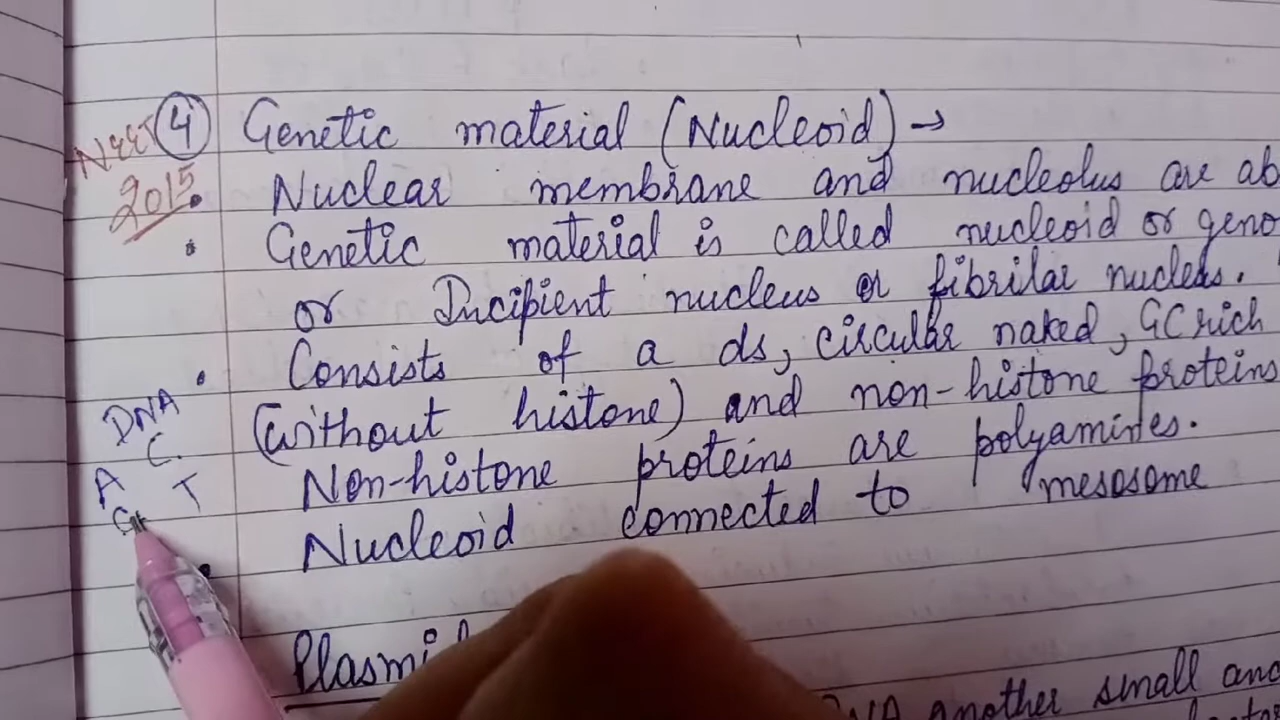 NEET
2015
④ Genetic material (Nucleoid) →
Nuclear membrane and nucleolus are ab
Genetic material is called nucleoid or geno
or Incipient nucleus or fibrilar nucleus.
Consists of a ds, circular naked, GC rich
(without histone) and non-histone proteins
Non-histone proteins are polyamines.
Nucleoid connected to mesosome
DNA
C.
A T
G
Plasmi
DNA another small and